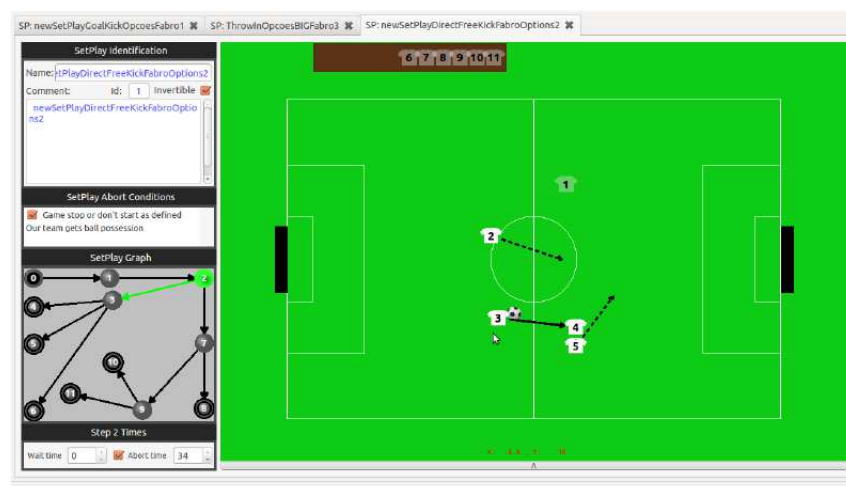 SP: newSetPlayGoalKickOpcoesFabro1 SP: ThrowInOpcoesBIGFabro3 SP: newSetPlayDirectFreeKickFabroOptions2
SetPlay Identification
Name: tPlayDirectFreeKickFabroOptions2
Comment: Id: 1 Invertible
newSetPlayDirectFreeKickFabroOptio
ns2
SetPlay Abort Conditions
Game stop or don't start as defined
Our team gets ball possession
SetPlay Graph
0 1 2
3
4
5
7
10
11
6 9 8
Step 2 Times
Wait time 0 Abort time 34
6 7 8 9 10 11
1
2
3
4
5